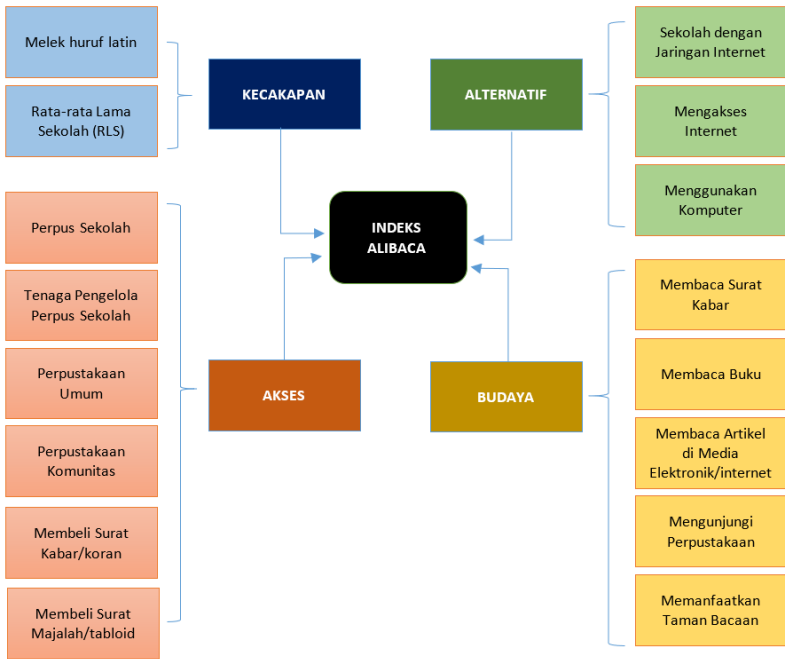 Melek huruf latin
Rata-rata Lama
Sekolah (RLS)
KECAKAPAN
ALTERNATIF
Sekolah dengan
Jaringan Internet
Mengakses
Internet
Menggunakan
Komputer
INDEKS
ALIBACA
Perpus Sekolah
Tenaga Pengelola
Perpus Sekolah
Perpustakaan
Umum
Perpustakaan
Komunitas
Membeli Surat
Kabar/koran
Membeli Surat
Majalah/tabloid
AKSES
BUDAYA
Membaca Surat
Kabar
Membaca Buku
Membaca Artikel
di Media
Elektronik/internet
Mengunjungi
Perpustakaan
Memanfaatkan
Taman Bacaan